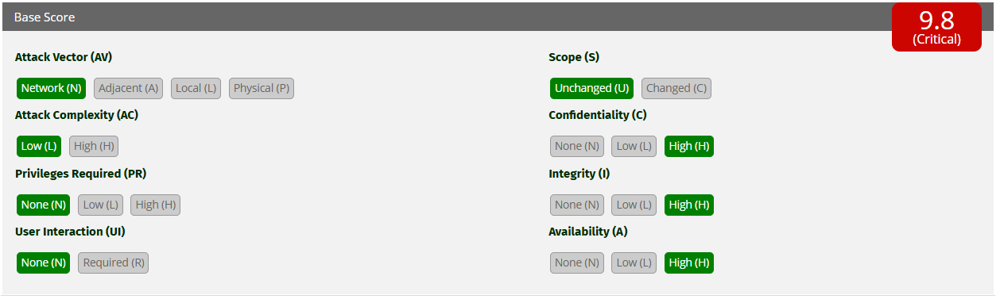 Base Score
9.8
(Critical)
Attack Vector (AV)
Network (N) Adjacent (A) Local (L) Physical (P)
Attack Complexity (AC)
Low (L) High (H)
Privileges Required (PR)
None (N) Low (L) High (H)
User Interaction (UI)
None (N) Required (R)
Scope (S)
Unchanged (U) Changed (C)
Confidentiality (C)
None (N) Low (L) High (H)
Integrity (I)
None (N) Low (L) High (H)
Availability (A)
None (N) Low (L) High (H)